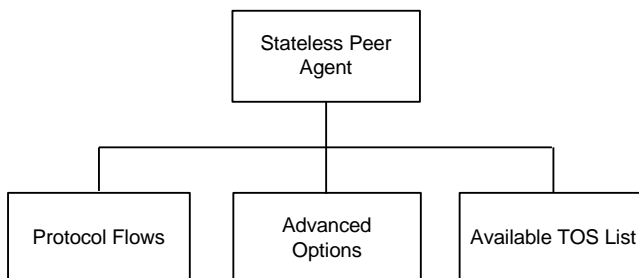 Stateless Peer
Agent
Protocol Flows
Advanced
Options
Available TOS List